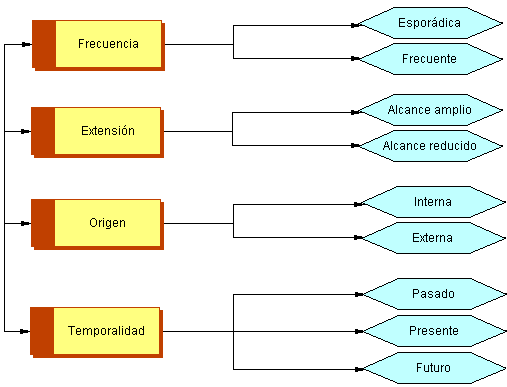 Frecuencia
Esporádica
Frecuente
Extensión
Alcance amplio
Alcance reducido
Origen
Interna
Externa
Temporalidad
Pasado
Presente
Futuro